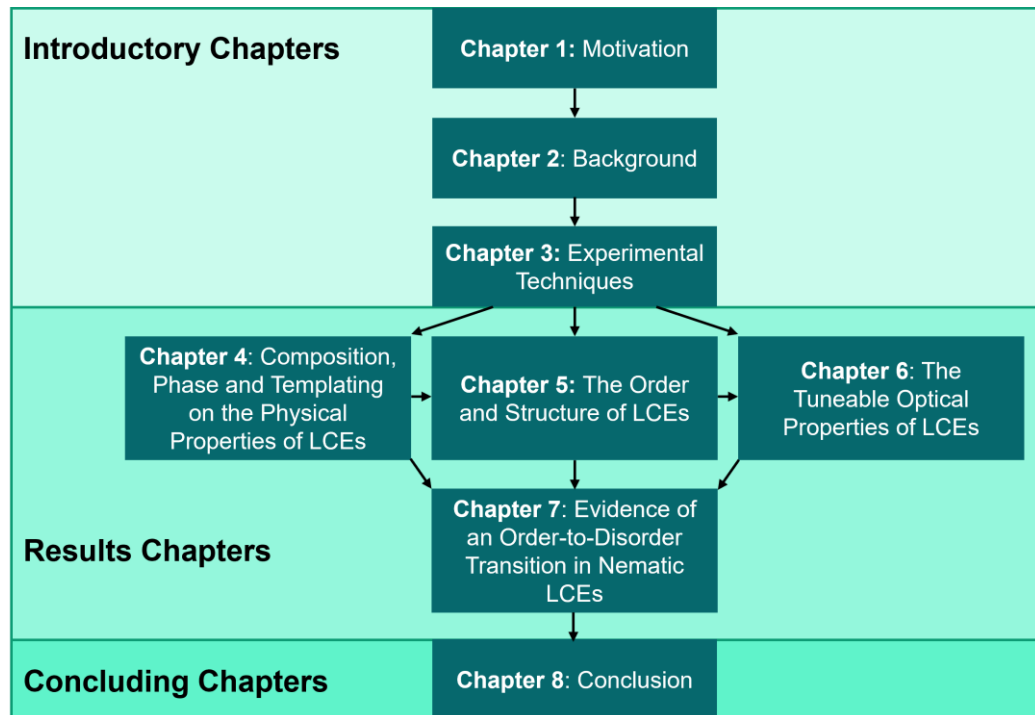 Introductory Chapters
Chapter 1: Motivation
Chapter 2: Background
Chapter 3: Experimental
Techniques
Chapter 4: Composition,
Phase and Templating
on the Physical
Properties of LCEs
Chapter 5: The Order
and Structure of LCEs
Chapter 6: The
Tuneable Optical
Properties of LCEs
Results Chapters
Chapter 7: Evidence of
an Order-to-Disorder
Transition in Nematic
LCEs
Concluding Chapters
Chapter 8: Conclusion